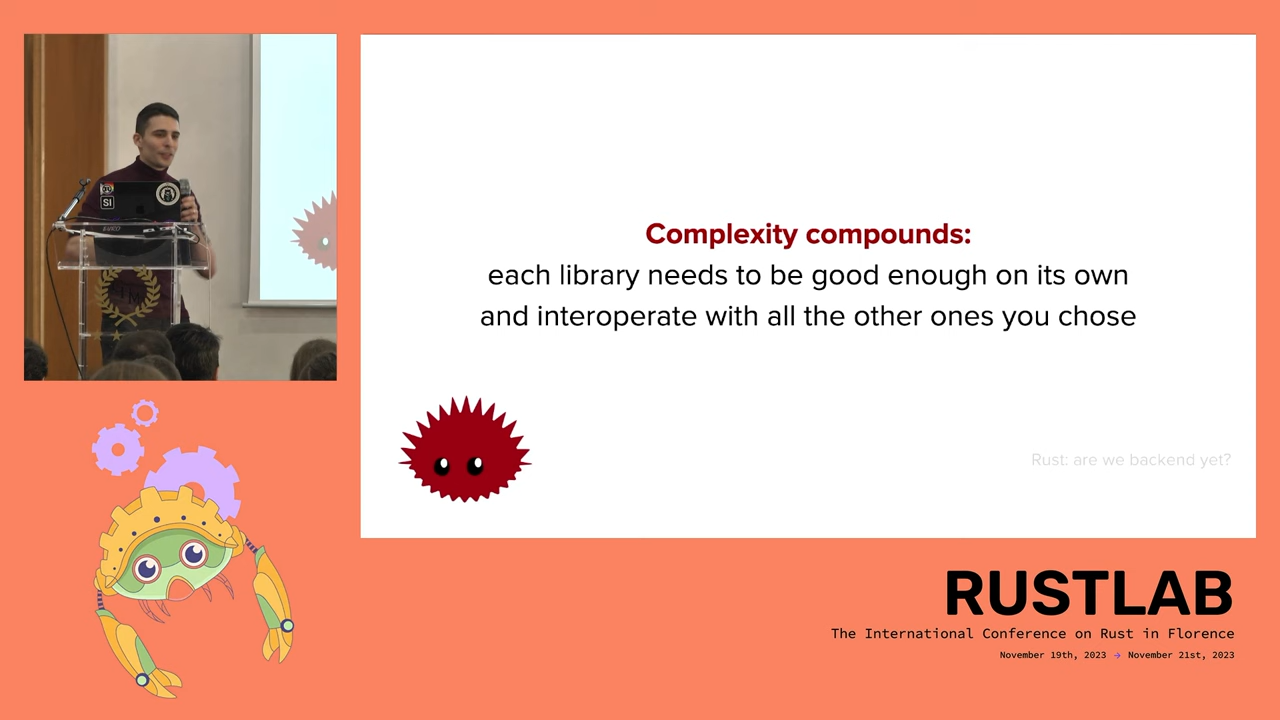 SI
Complexity compounds:
each library needs to be good enough on its own
and interoperate with all the other ones you chose
Rust: are we backend yet?
RUSTLAB
The International Conference on Rust in Florence
November 19th, 2023 → November 21st, 2023